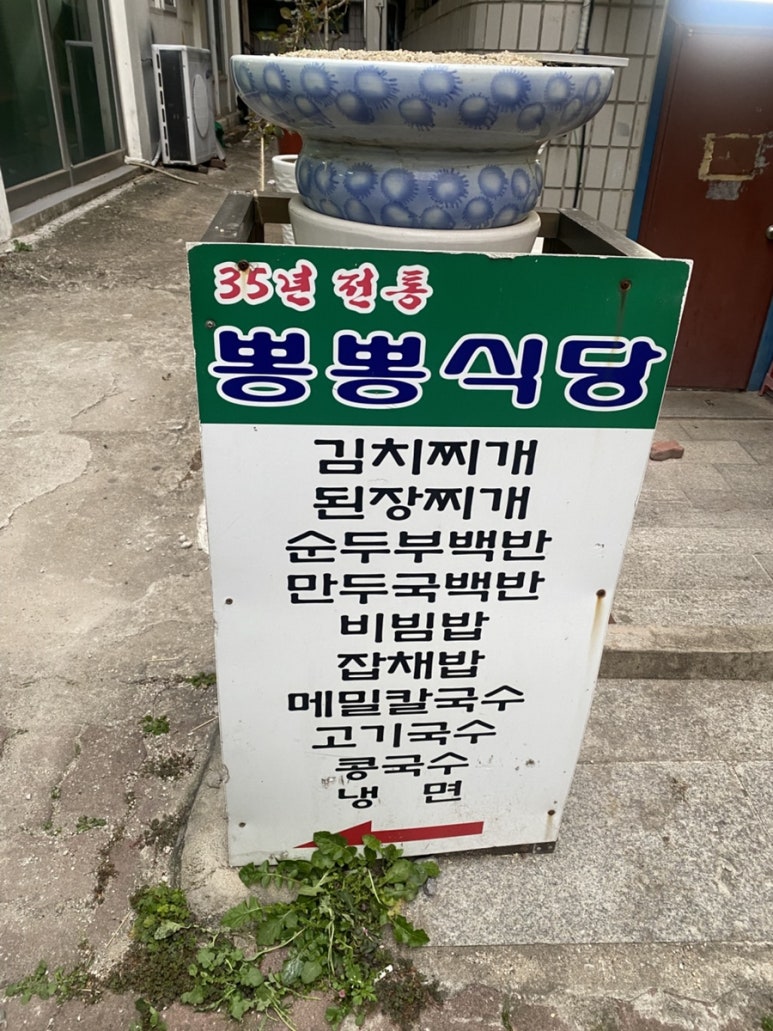 35년 전통
뽕뽕식당
김치찌개
된장찌개
순두부백반
만두국백반
비빔밥
잡채밥
메밀칼국수
고기국수
콩국수
냉 면